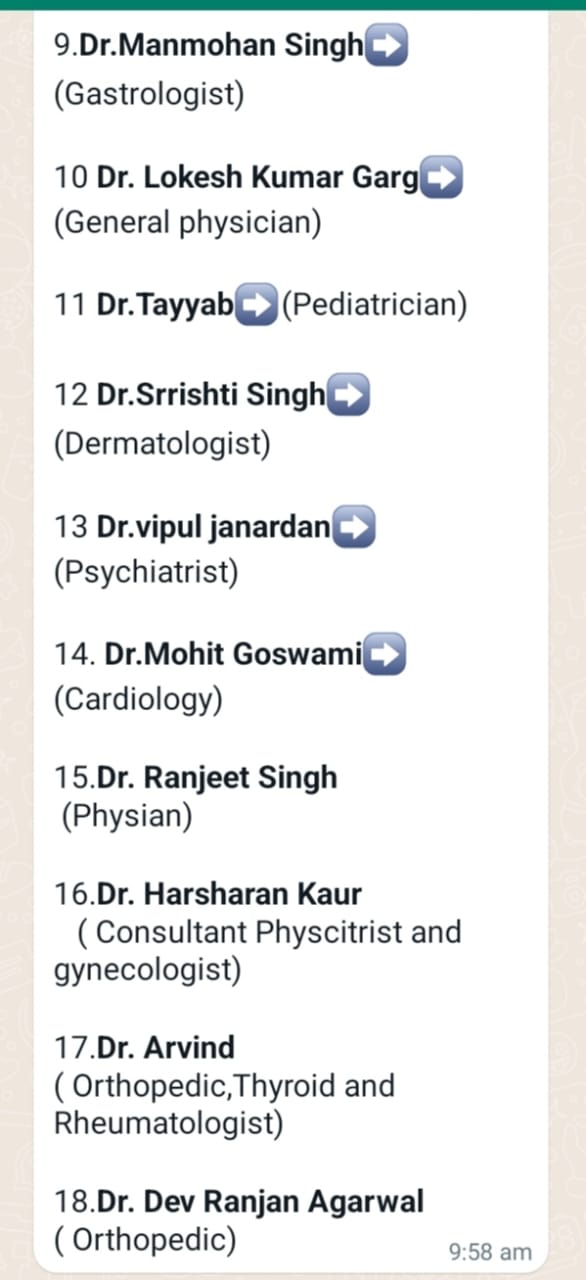 9.Dr.Manmohan Singh➡️
(Gastrologist)
10 Dr. Lokesh Kumar Garg➡️
(General physician)
11 Dr.Tayyab➡️(Pediatrician)
12 Dr.Srrishti Singh➡️
(Dermatologist)
13 Dr.vipul janardan➡️
(Psychiatrist)
14. Dr.Mohit Goswami➡️
(Cardiology)
15.Dr. Ranjeet Singh
(Physian)
16.Dr. Harsharan Kaur
( Consultant Physcitrist and
gynecologist)
17.Dr. Arvind
( Orthopedic,Thyroid and
Rheumatologist)
18.Dr. Dev Ranjan Agarwal
( Orthopedic)
9:58 am